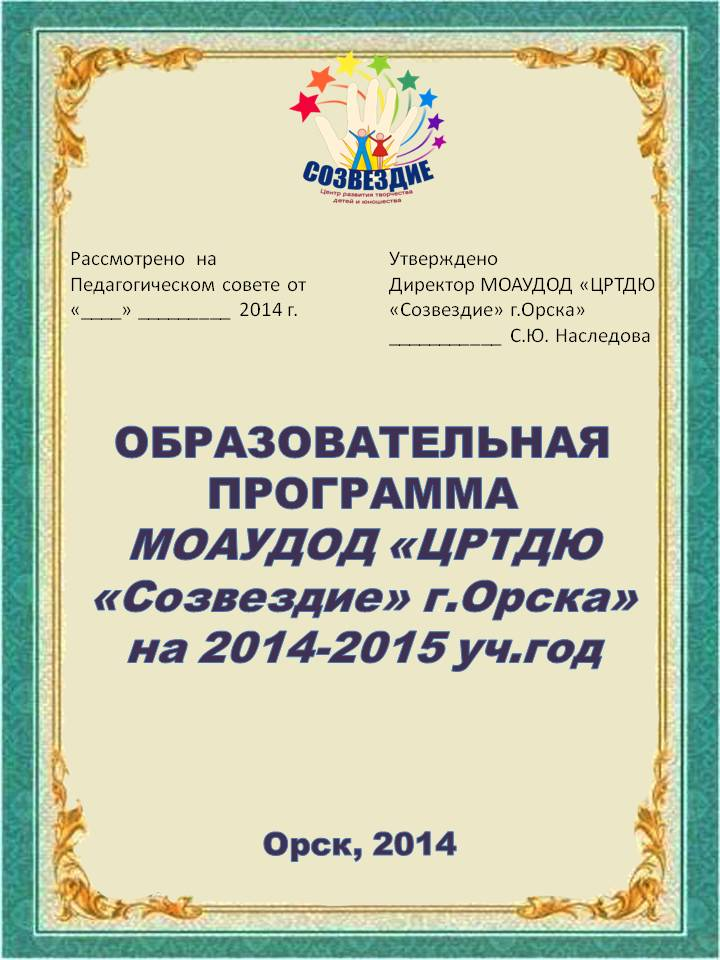 СОЗВЕЗДИЕ
Центр развития творчества
детей и юношества
Рассмотрено на
Педагогическом совете от
«____» _________ 2014 г.
Утверждено
Директор МОАУДОД «ЦРТДЮ
«Созвездие» г.Орска»
___________ С.Ю. Наследова
ОБРАЗОВАТЕЛЬНАЯ
ПРОГРАММА
МОАУДОД «ЦРТДЮ
«Созвездие» г.Орска»
на 2014-2015 уч.год
Орск, 2014